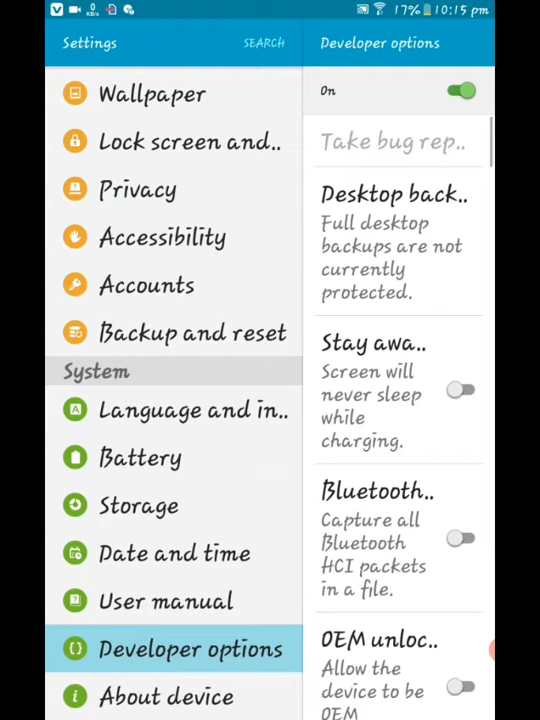 0
KB/s
17% 10:15 pm
Settings
SEARCH
Wallpaper
Lock screen and..
Privacy
Accessibility
Accounts
Backup and reset
System
Language and in..
Battery
Storage
Date and time
User manual
Developer options
About device
Developer options
On
Take bug rep..
Desktop back..
Full desktop
backups are not
currently
protected.
Stay awa..
Screen will
never sleep
while
charging.
Bluetooth..
Capture all
Bluetooth
HCI packets
in a file.
OEM unloc..
Allow the
device to be
OEM